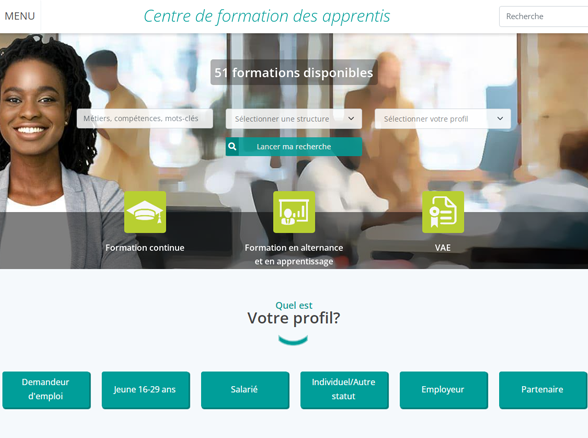 MENU
Centre de formation des apprentis
Recherche
51 formations disponibles
Métiers, compétences, mots-clés
Sélectionner une structure
Sélectionner votre profil
Lancer ma recherche
Formation continue
Formation en alternance
et en apprentissage
VAE
Quel est
Votre profil?
Demandeur
d'emploi
Jeune 16-29 ans
Salarié
Individuel/Autre
statut
Employeur
Partenaire